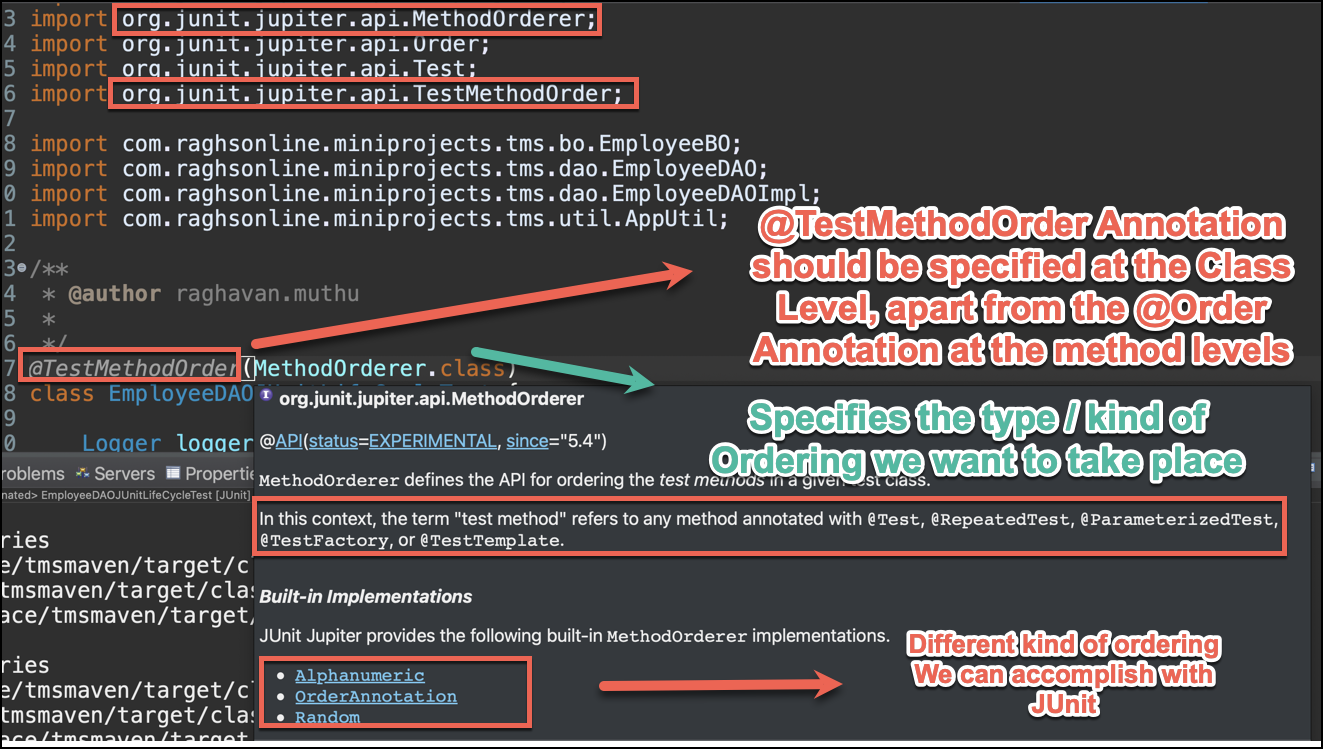 3 import org.junit.jupiter.api.MethodOrderer;
4 import org.junit.jupiter.api.Order;
5 import org.junit.jupiter.api.Test;
6 import org.junit.jupiter.api.TestMethodOrder;
7
8 import com.raghsonline.miniprojects.tms.bo.EmployeeBO;
9 import com.raghsonline.miniprojects.tms.dao.EmployeeDAO;
0 import com.raghsonline.miniprojects.tms.dao.EmployeeDAOImpl;
1 import com.raghsonline.miniprojects.tms.util.AppUtil;
2
3 /**
4 * @author raghavan.muthu
5 *
6 */
7 @TestMethodOrder(MethodOrderer.class)
8 class EmployeeDAO
9
0 Logger logger
@TestMethodOrder Annotation
should be specified at the Class
Level, apart from the @Order
Annotation at the method levels
Specifies the type / kind of
Ordering we want to take place
org.junit.jupiter.api.MethodOrderer
@API(status=EXPERIMENTAL, since="5.4")
MethodOrderer defines the API for ordering the test methods in a given test class.
In this context, the term "test method" refers to any method annotated with @Test, @RepeatedTest, @ParameterizedTest,
@TestFactory, or @TestTemplate.
Built-in Implementations
JUnit Jupiter provides the following built-in MethodOrderer implementations.
• Alphanumeric
• OrderAnnotation
• Random
Different kind of ordering
We can accomplish with
JUnit
roblems Servers Propertie
nated> EmployeeDAOJUnitLifeCycleTest [JUnit]
ries
e/tmsmaven/target/c
tmsmaven/target/clas
ace/tmsmaven/target/
ries
e/tmsmaven/target/c
tmsmaven/target/clas
ace/tmsmaven/target/